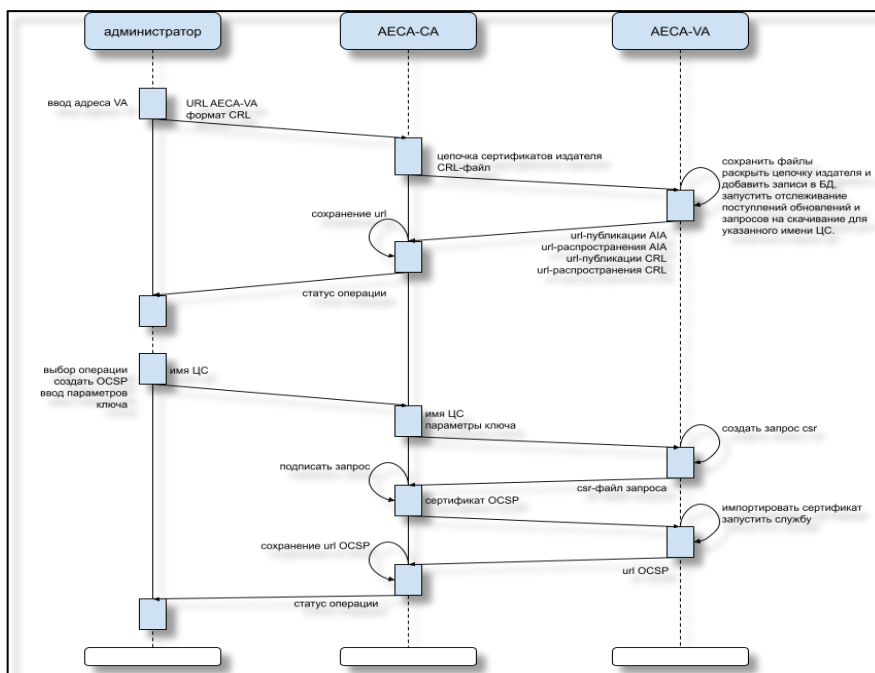 администратор
AECA-CA
AECA-VA
ввод адреса VA
URL AECA-VA
формат CRL
цепочка сертификатов издателя
CRL-файл
сохранить файлы
раскрыть цепочку издателя и
добавить записи в БД,
запустить отслеживание
поступлений обновлений и
запросов на скачивание для
указанного имени ЦС.
сохранение url
url-публикации AIA
url-распространения AIA
url-публикации CRL
url-распространения CRL
статус операции
выбор операции
создать OCSP
ввод параметров
ключа
имя ЦС
имя ЦС
параметры ключа
создать запрос csr
подписать запрос
csr-файл запроса
сертификат OCSP
импортировать сертификат
запустить службу
сохранение url OCSP
url OCSP
статус операции